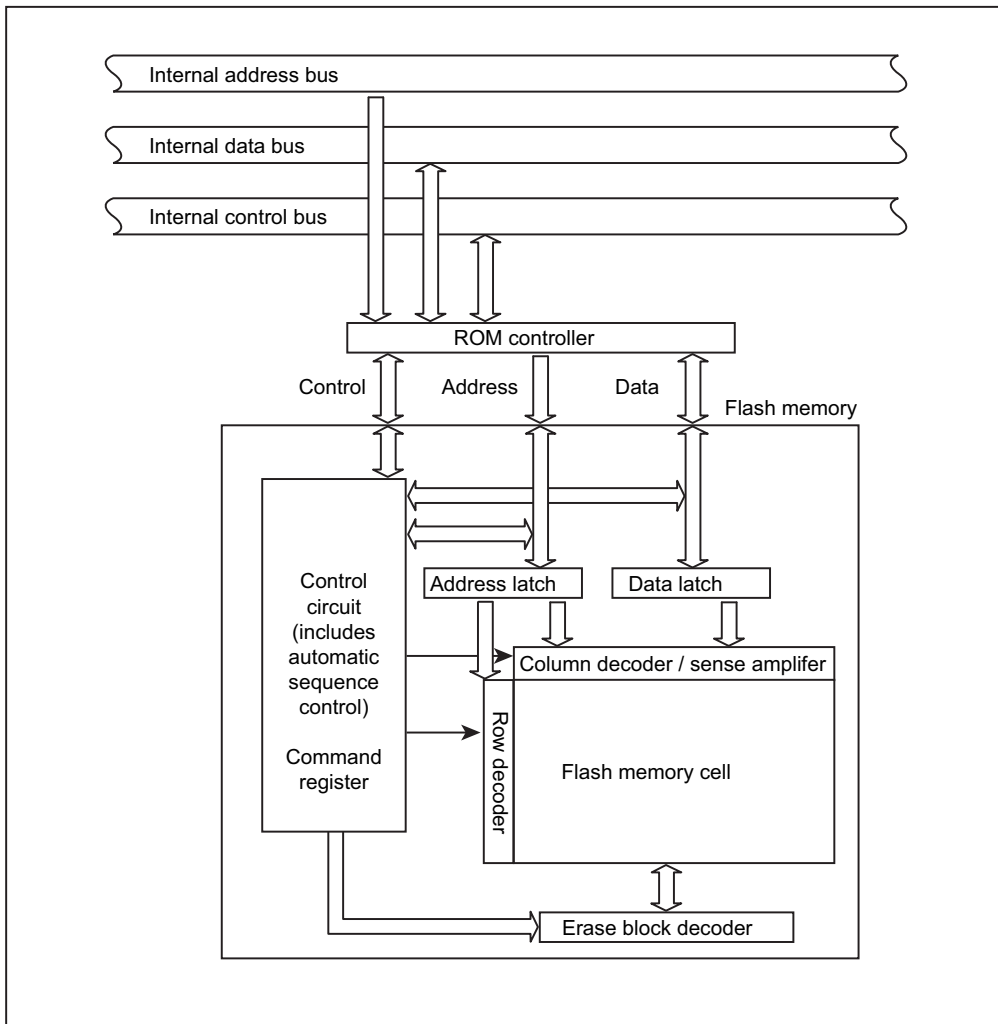 Internal address bus
Internal data bus
Internal control bus
ROM controller
Control
Address
Data
Flash memory
Control
circuit
(includes
automatic
sequence
control)
Command
register
Address latch
Data latch
Column decoder / sense amplifer
Row decoder
Flash memory cell
Erase block decoder